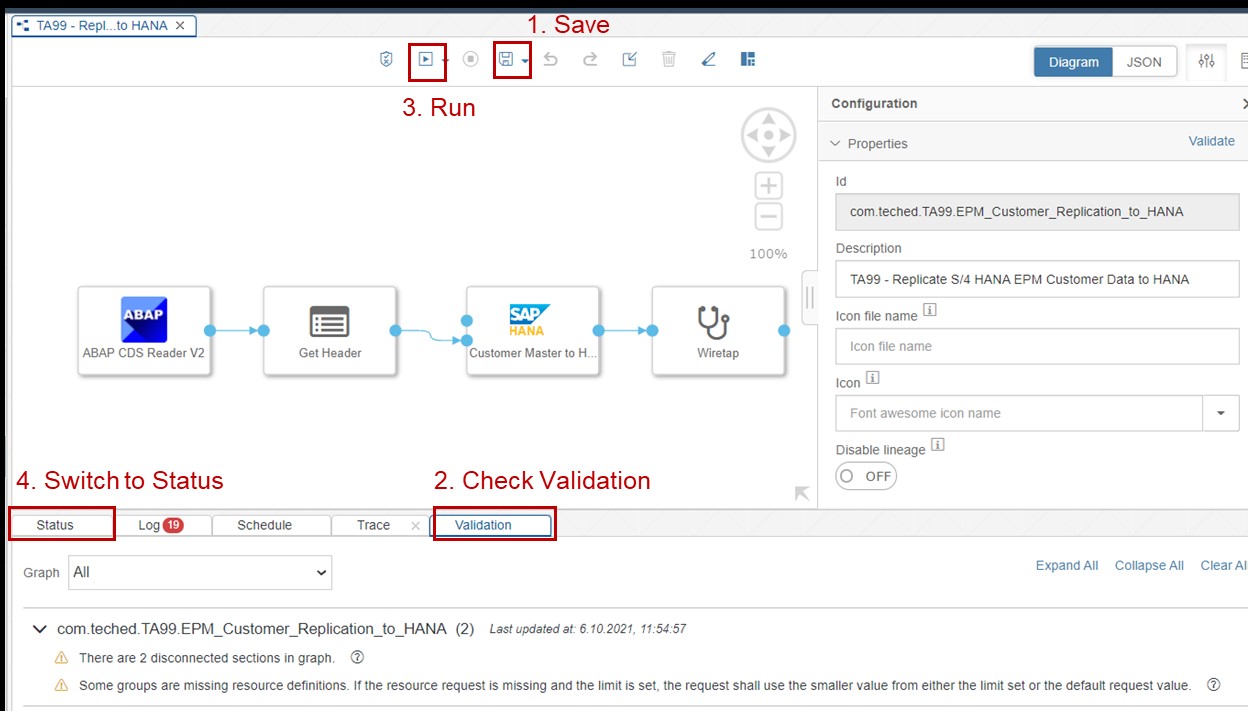 TA99 - Repl...to HANA
1. Save
3. Run
Diagram
JSON
Configuration
Properties
Validate
Id
com.teched.TA99.EPM_Customer_Replication_to_HANA
Description
TA99 - Replicate S/4 HANA EPM Customer Data to HANA
Icon file name
Icon file name
Icon
Font awesome icon name
Disable lineage
OFF
100%
ABAP
ABAP CDS Reader V2
Get Header
SAP
HANA
Customer Master to H...
Wiretap
4. Switch to Status
2. Check Validation
Status
Log 19
Schedule
Trace
Validation
Graph
All
Expand All
Collapse All
Clear All
com.teched.TA99.EPM_Customer_Replication_to_HANA (2) Last updated at: 6.10.2021, 11:54:57
There are 2 disconnected sections in graph.
Some groups are missing resource definitions. If the resource request is missing and the limit is set, the request shall use the smaller value from either the limit set or the default request value.